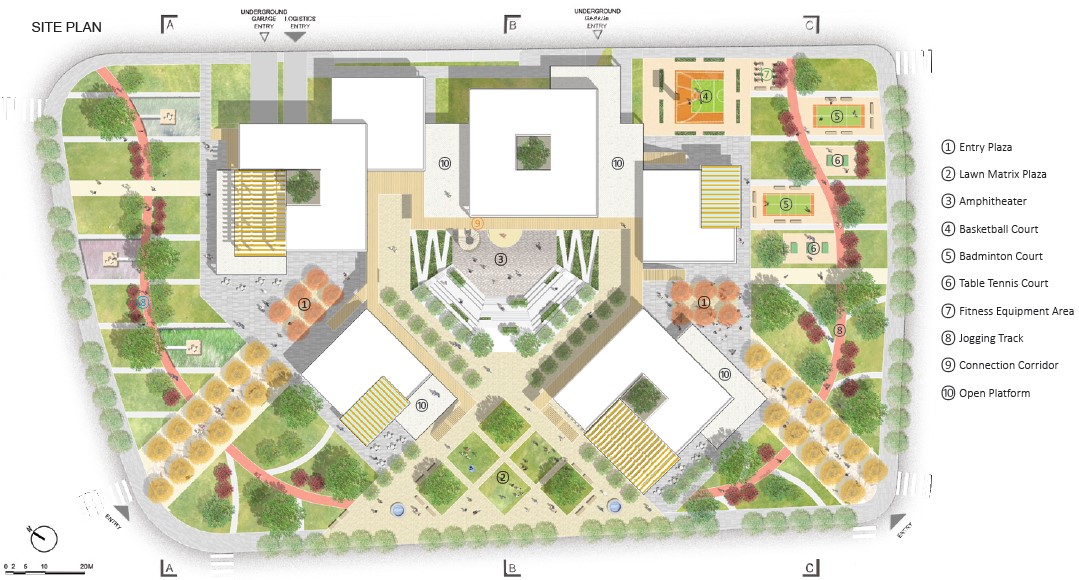 SITE PLAN
A
UNDERGROUND
GARAGE
ENTRY
LOGISTICS
ENTRY
B
UNDERGROUND
GARAGE
ENTRY
C
4
7
5
6
10
10
5
9
6
3
1
1
8
8
10
10
2
1 Entry Plaza
2 Lawn Matrix Plaza
3 Amphitheater
4 Basketball Court
5 Badminton Court
6 Table Tennis Court
7 Fitness Equipment Area
8 Jogging Track
9 Connection Corridor
10 Open Platform
ENTRY
ENTRY
N
0 2 5 10 20M
A
B
C